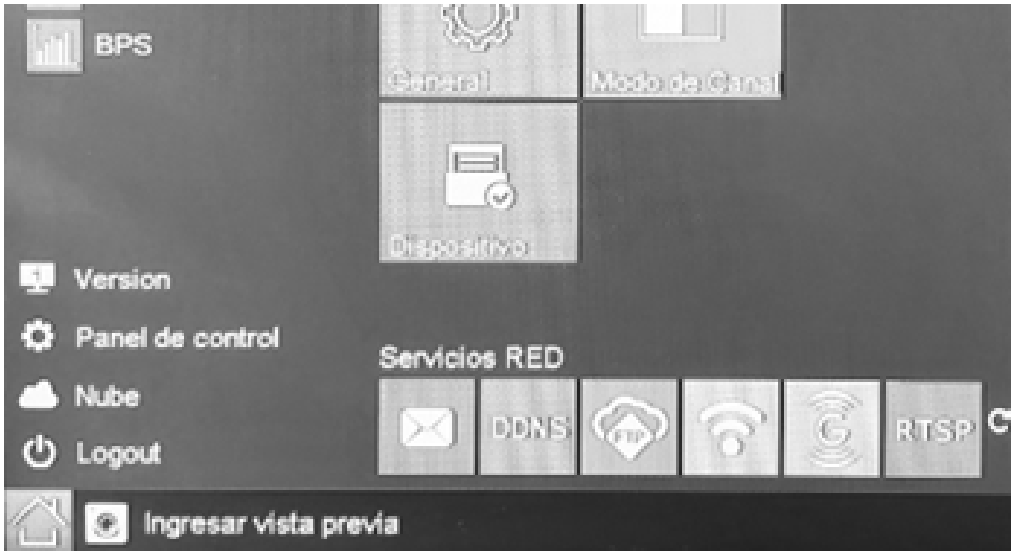 BPS
General
Modo de Canal
Dispositivo
Version
Panel de control
Nube
Logout
Servicios RED
DDNS
FTP
G
RTSP
Ingresar vista previa